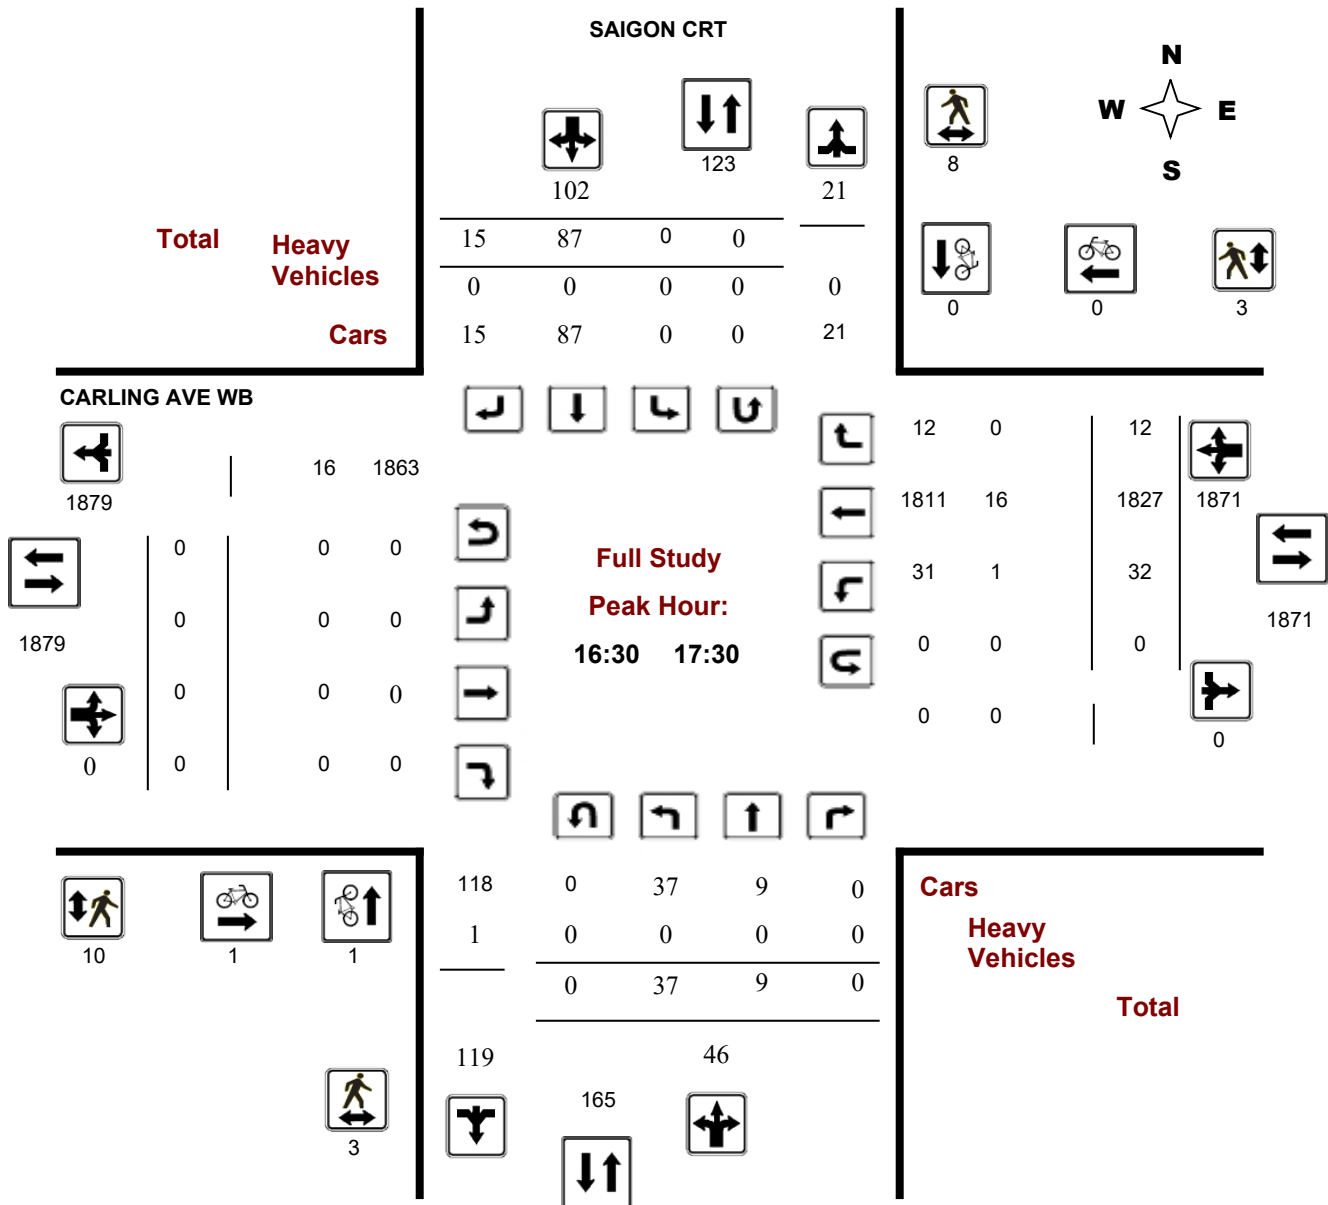 SAIGON CRT
N
W E
S
123
8
102 21
Total Heavy
Vehicles
Cars
15 87 0 0
0 0 0 0 0
15 87 0 0 21
0 0 3
CARLING AVE WB
1879
16 1863
0 0 0
0 0 0
0 0 0
0 0 0
1879
0
Full Study
Peak Hour:
16:30 17:30
12 0 12
1811 16 1827 1871
31 1 32
0 0 0
0 0
1871
0
118 0 37 9 0
1 0 0 0 0
0 37 9 0
119 46
165
10 1 1
3
Cars
Heavy
Vehicles
Total